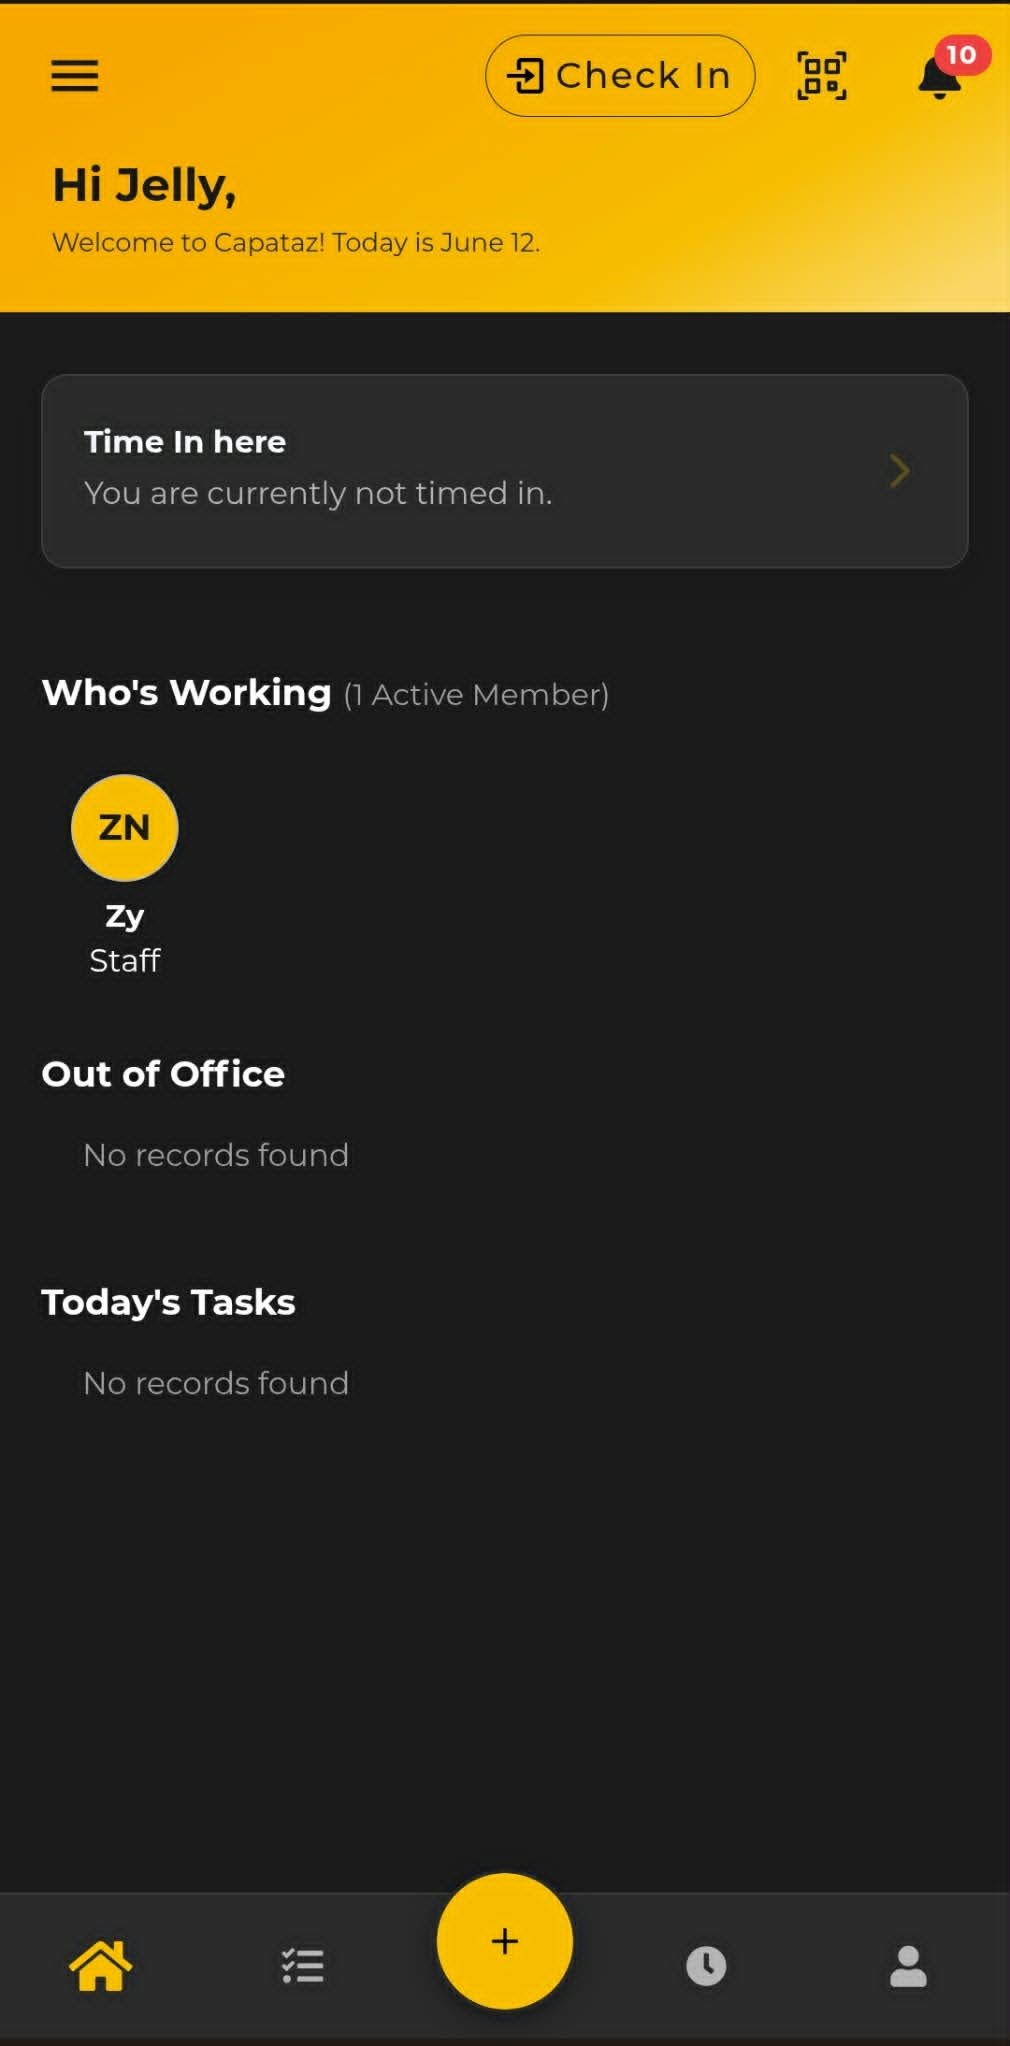 Check In
10
Hi Jelly,
Welcome to Capataz! Today is June 12.
Time In here
You are currently not timed in.
Who's Working (1 Active Member)
ZN
Zy
Staff
Out of Office
No records found
Today's Tasks
No records found
+